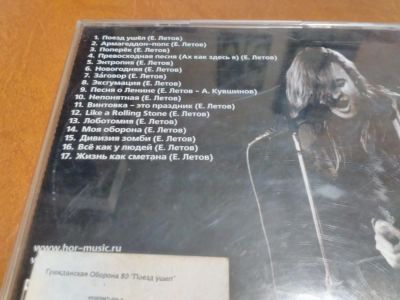 1. Поезд ушёл (Е. Летов)
2. Армагеддон-попс (Е. Летов)
3. Поперёк (Е. Летов)
4. Превосходная песня (Ах как здесь я) (Е. Летов)
5. Энтропия (Е. Летов)
6. Новогодняя (Е. Летов)
7. Заговор (Е. Летов)
8. Эксгумация (Е. Летов)
9. Песня о Ленине (Е. Летов – А. Кувшинов)
10. Непонятная (Е. Летов)
11. Винтовка – это праздник (Е. Летов)
12. Like a Rolling Stone (Е. Летов)
13. Лоботомия (Е. Летов)
14. Моя оборона (Е. Летов)
15. Дивизия зомби (Е. Летов)
16. Всё как у людей (Е. Летов)
17. Жизнь как сметана (Е. Летов)
www.hor-music.ru
Гражданская Оборона 80 "Поезд ушел"